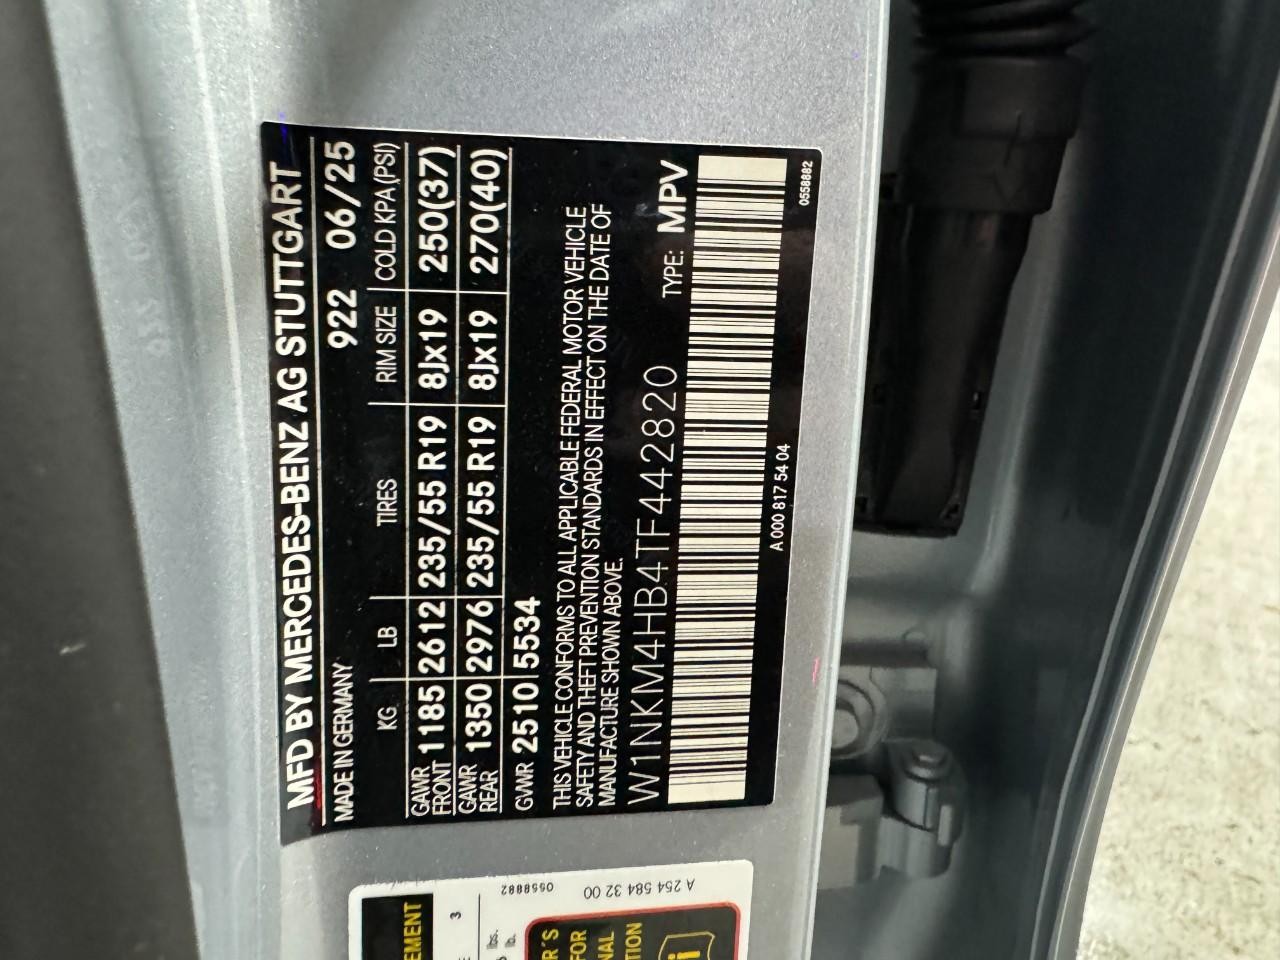 MFD BY MERCEDES-BENZ AG STUTTGART
MADE IN GERMANY 922 06/25
KG LB TIRES RIM SIZE COLD KPA (PSI)
GAWR FRONT 1185 2612 235/55 R19 8Jx19 250(37)
GAWR REAR 1350 2976 235/55 R19 8Jx19 270(40)
GVWR 2510 5534
THIS VEHICLE CONFORMS TO ALL APPLICABLE FEDERAL MOTOR VEHICLE
SAFETY AND THEFT PREVENTION STANDARDS IN EFFECT ON THE DATE OF
MANUFACTURE SHOWN ABOVE.
W1NKM4HB4TF442820 TYPE: MPV
A 000 817 54 04 0558882
A 254 584 32 00
0558882
3
lbs.
lb.